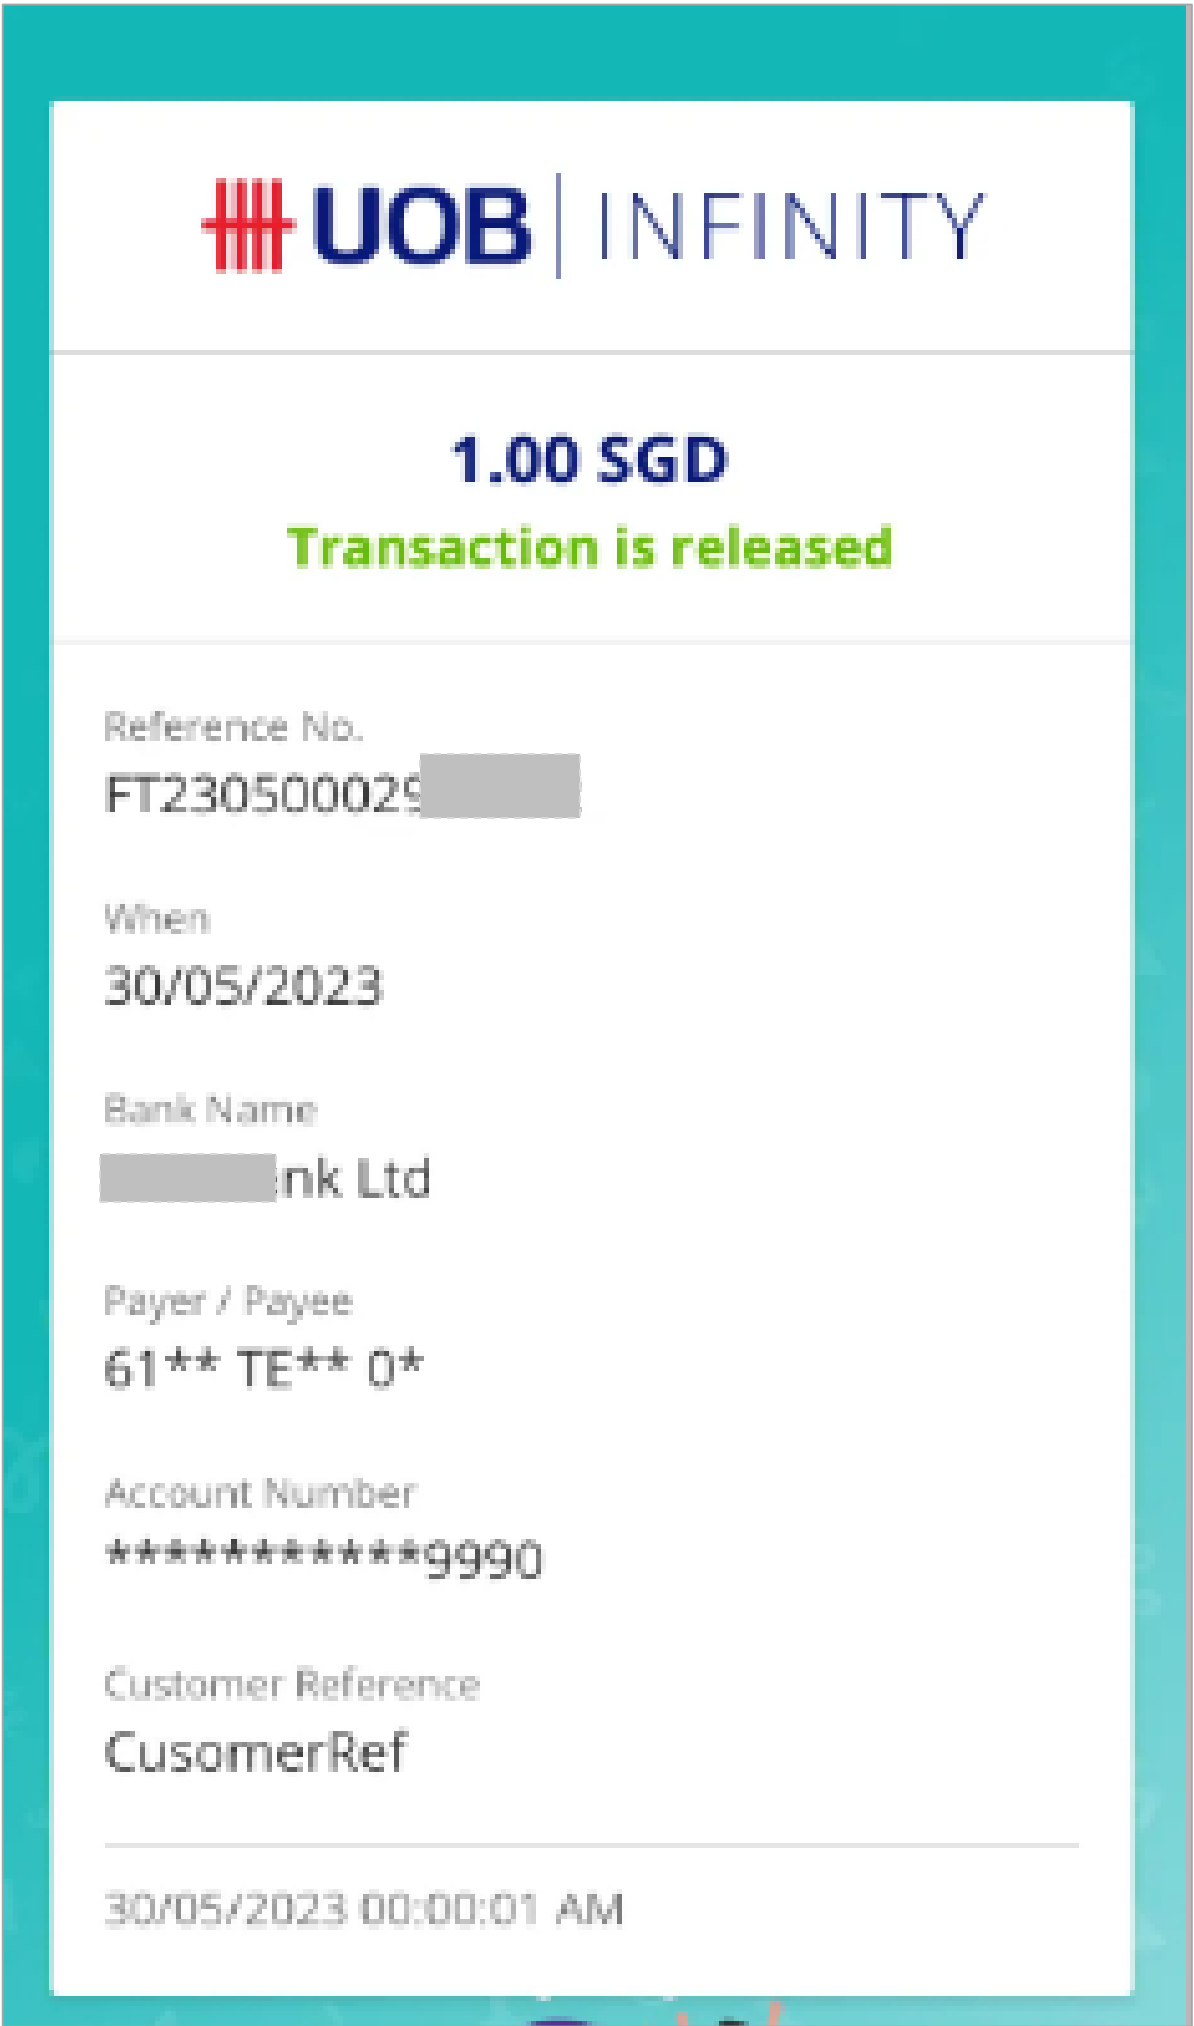 UOB | INFINITY
1.00 SGD
Transaction is released
Reference No.
FT230500029
When
30/05/2023
Bank Name
nk Ltd
Payer / Payee
61** TE** 0*
Account Number
***********9990
Customer Reference
CusomerRef
30/05/2023 00:00:01 AM